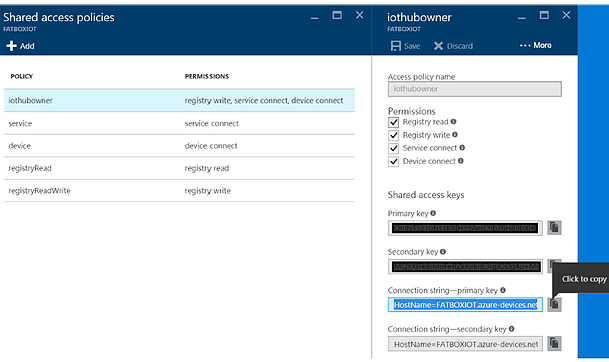 Shared access policies
FATBOXIOT
Add
POLICY PERMISSIONS
iothubowner registry write, service connect, device connect
service service connect
device device connect
registryRead registry read
registryReadWrite registry write
iothubowner
FATBOXIOT
Save Discard ••• More
Access policy name
iothubowner
Permissions
Registry read
Registry write
Service connect
Device connect
Shared access keys
Primary key
Secondary key
Connection string—primary key
HostName=FATBOXIOT.azure-devices.net
Click to copy
Connection string—secondary key
HostName=FATBOXIOT.azure-devices.net